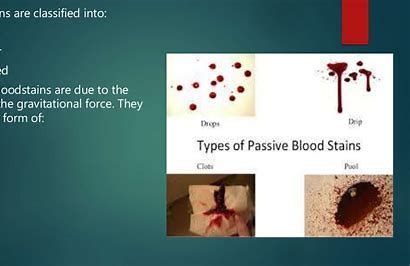 ns are classified into:
ed
oodstains are due to the
he gravitational force. They
form of:
Drops
Drip
Types of Passive Blood Stains
Clots
Pool